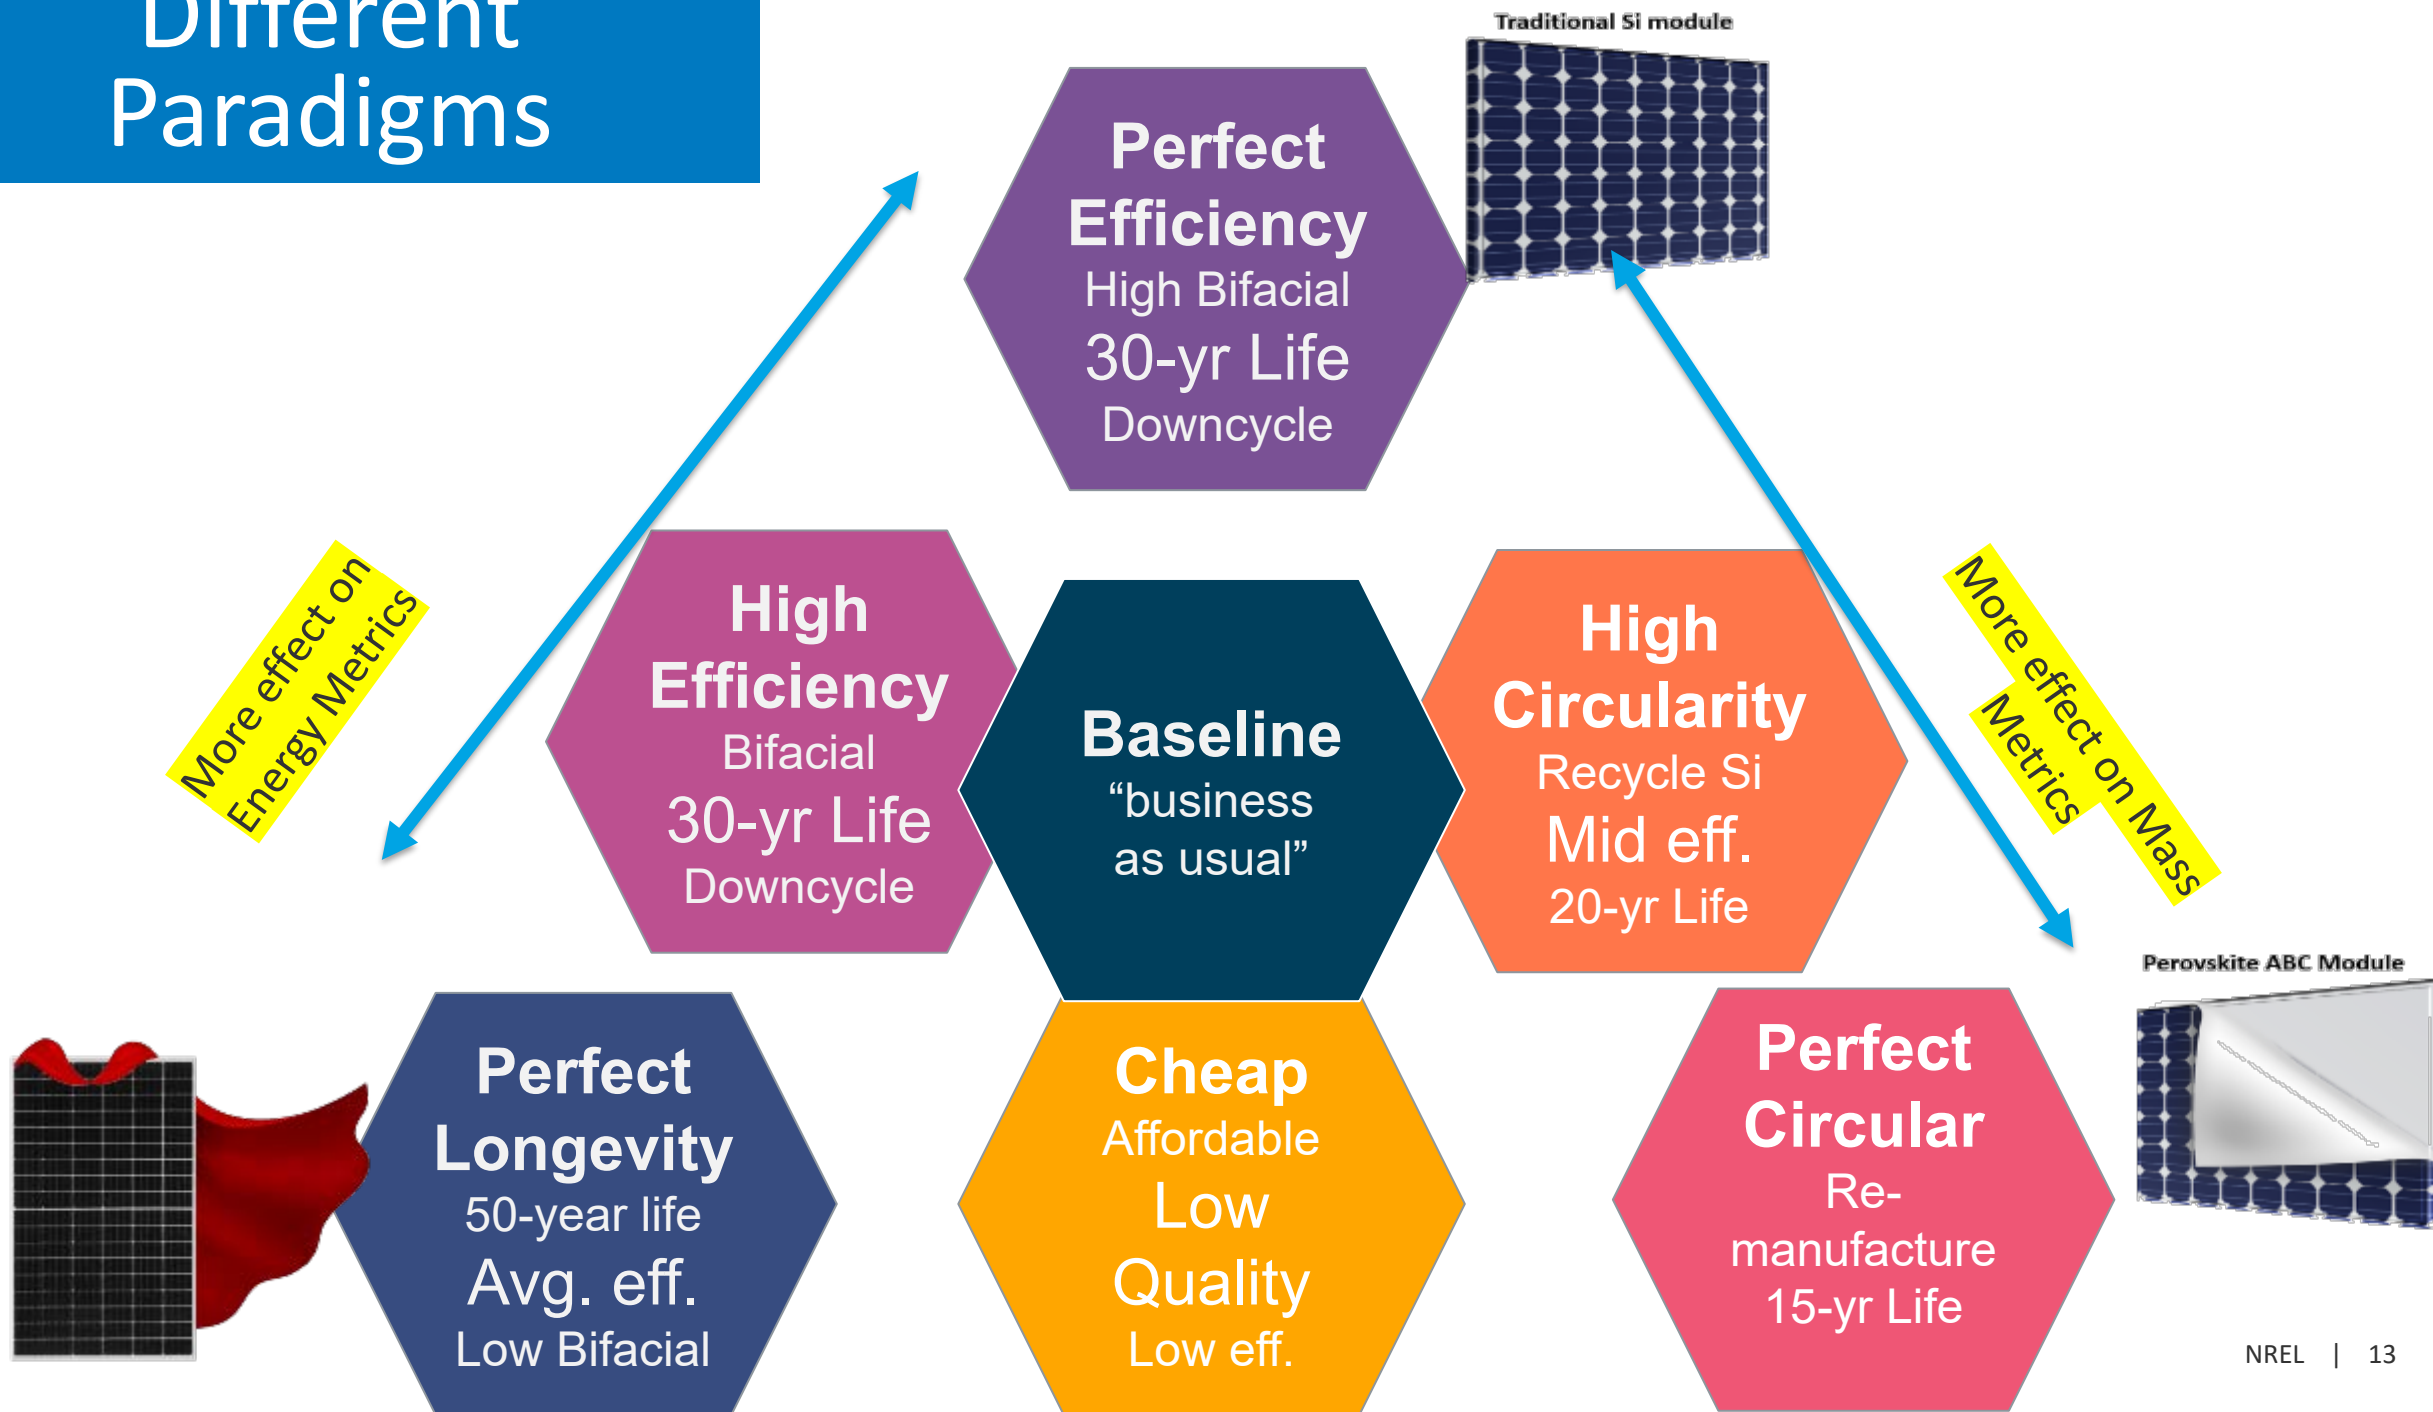 Different
Paradigms
Traditional Si module
Perfect
Efficiency
High Bifacial
30-yr Life
Downcycle
More effect on
Energy Metrics
High
Efficiency
Bifacial
30-yr Life
Downcycle
Baseline
“business
as usual”
High
Circularity
Recycle Si
Mid eff.
20-yr Life
More effect on Mass
Metrics
Perfect
Longevity
50-year life
Avg. eff.
Low Bifacial
Cheap
Affordable
Low
Quality
Low eff.
Perfect
Circular
Re-
manufacture
15-yr Life
Perovskite ABC Module
NREL | 13